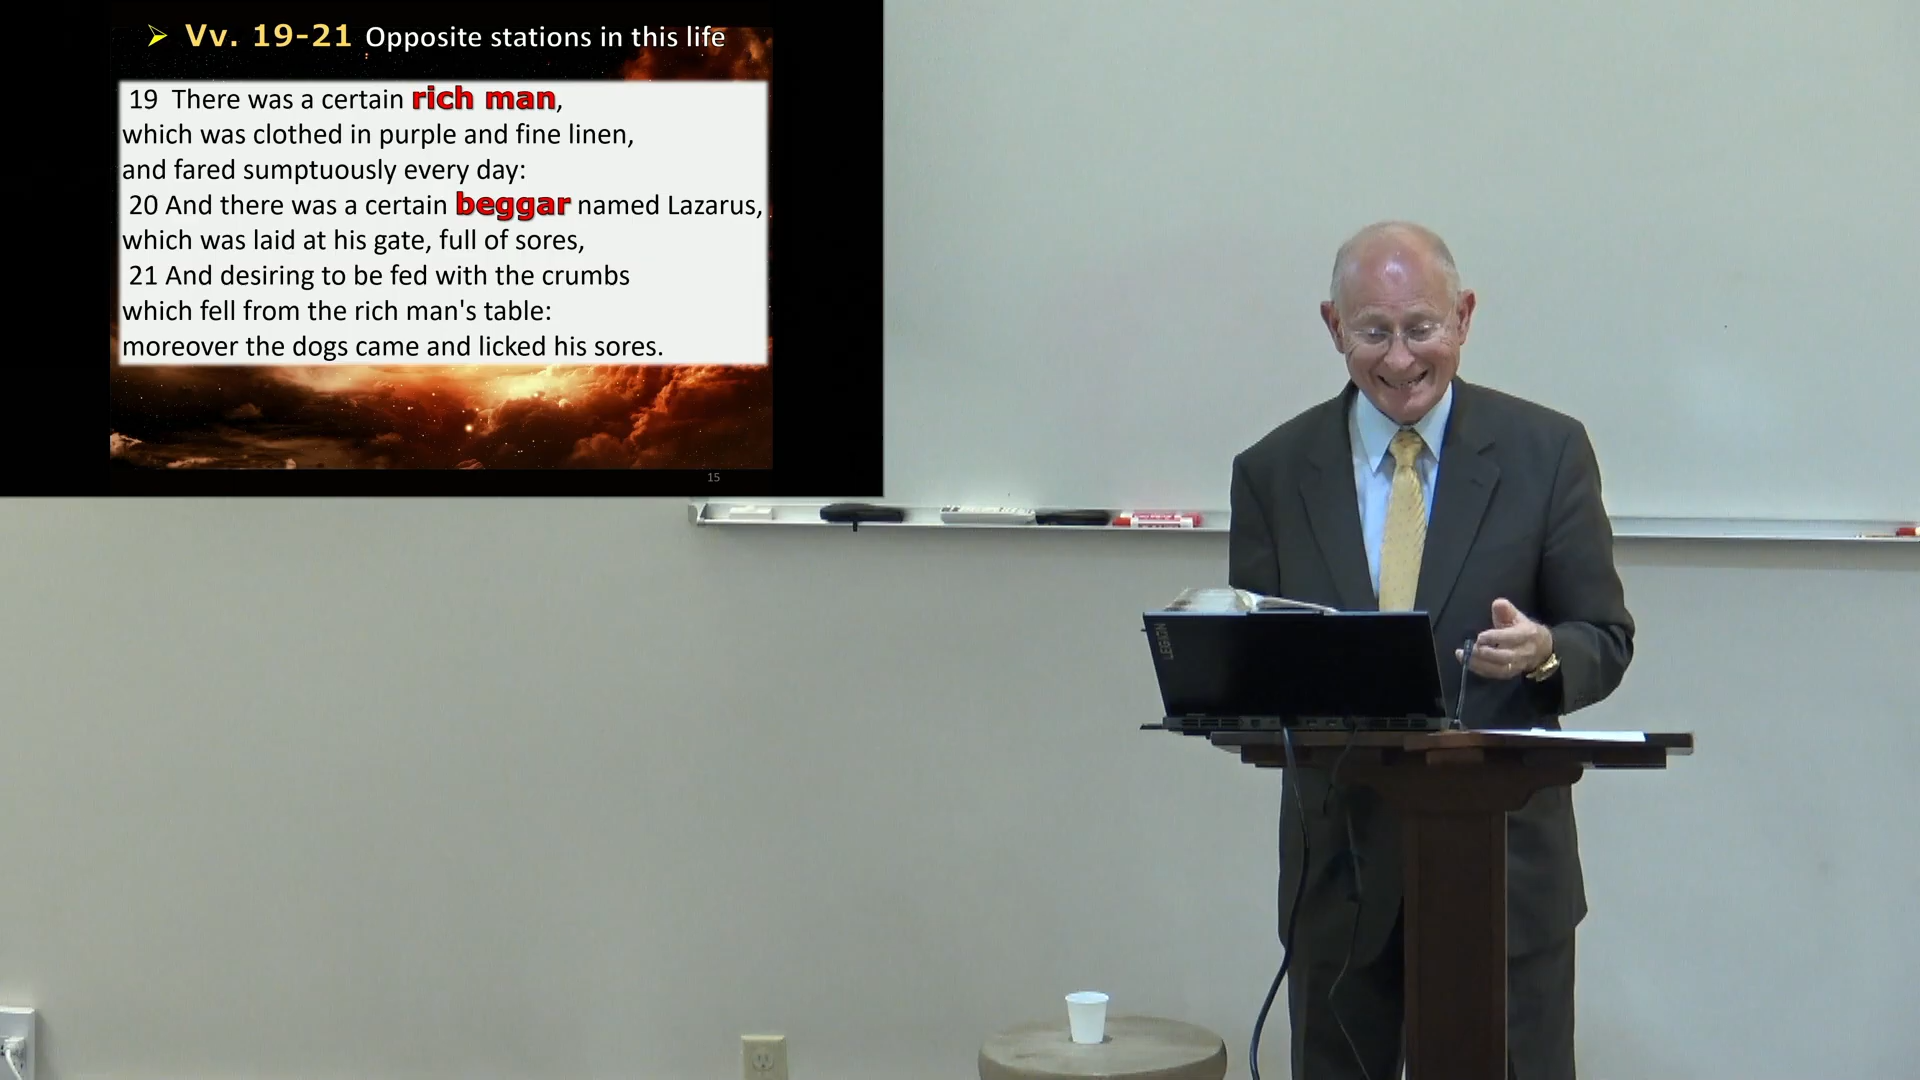 Vv. 19-21 Opposite stations in this life
19 There was a certain rich man,
which was clothed in purple and fine linen,
and fared sumptuously every day:
20 And there was a certain beggar named Lazarus,
which was laid at his gate, full of sores,
21 And desiring to be fed with the crumbs
which fell from the rich man's table:
moreover the dogs came and licked his sores.
15
LEGION